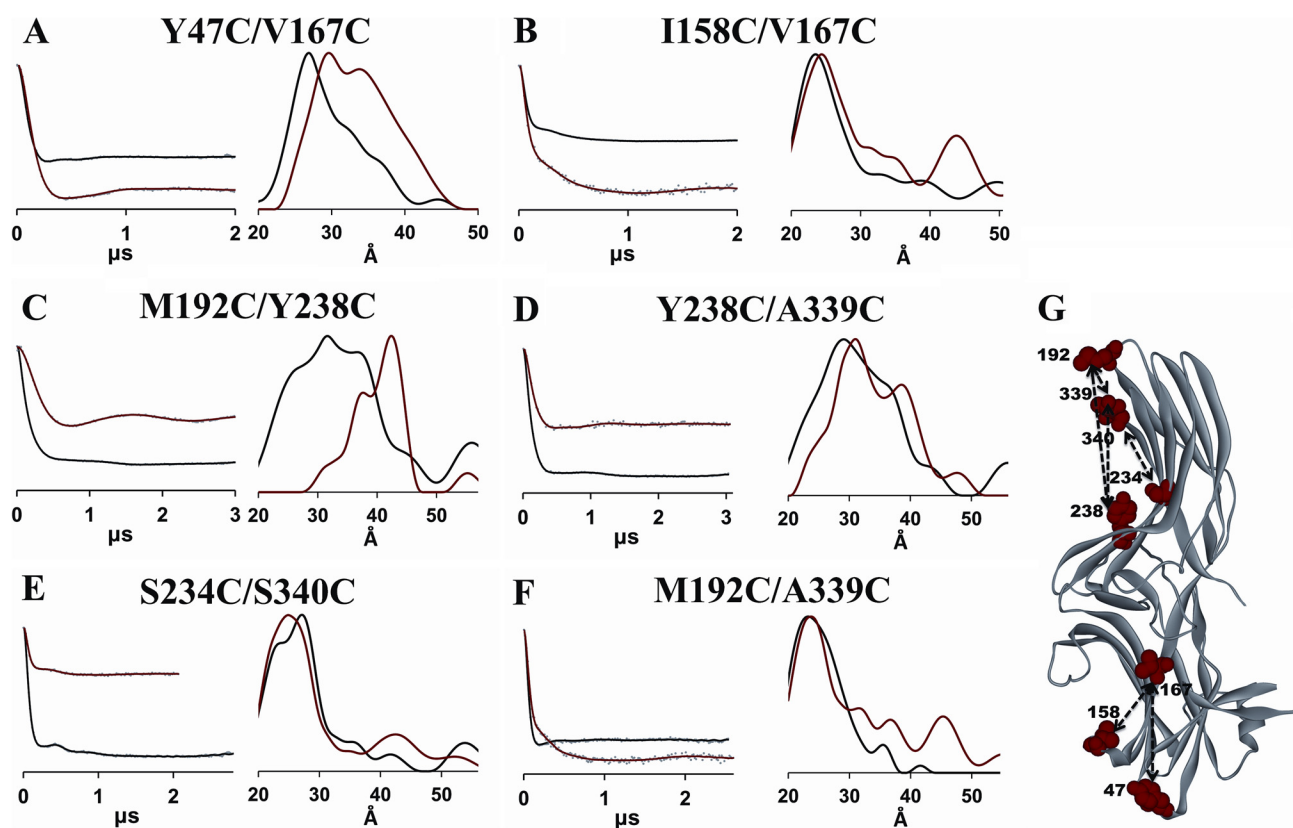 A Y47C/V167C
0 1 2
µs
20 30 40 50
Å
B I158C/V167C
0 1 2
µs
20 30 40 50
Å
C M192C/Y238C
0 1 2 3
µs
20 30 40 50
Å
D Y238C/A339C
0 1 2 3
µs
20 30 40 50
Å
E S234C/S340C
0 1 2
µs
20 30 40 50
Å
F M192C/A339C
0 1 2
µs
20 30 40 50
Å
G
192
339
340
234
238
167
158
47